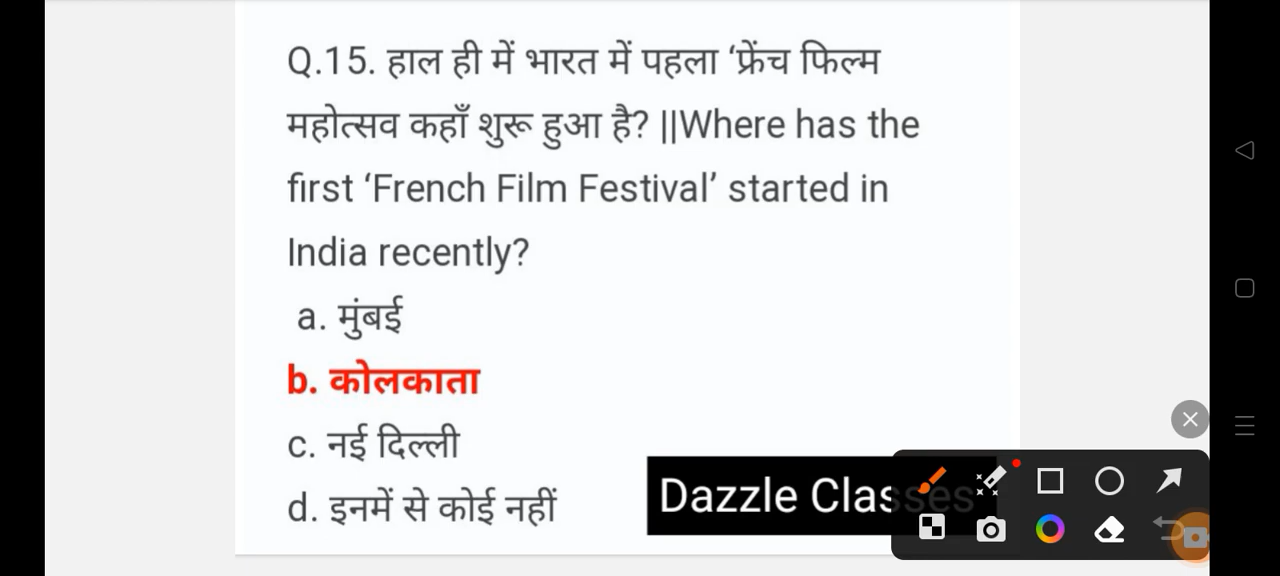 Q.15. हाल ही में भारत में पहला ‘फ्रेंच फिल्म
महोत्सव कहाँ शुरू हुआ है? ||Where has the
first ‘French Film Festival’ started in
India recently?
a. मुंबई
b. कोलकाता
c. नई दिल्ली
d. इनमें से कोई नहीं
Dazzle Classes